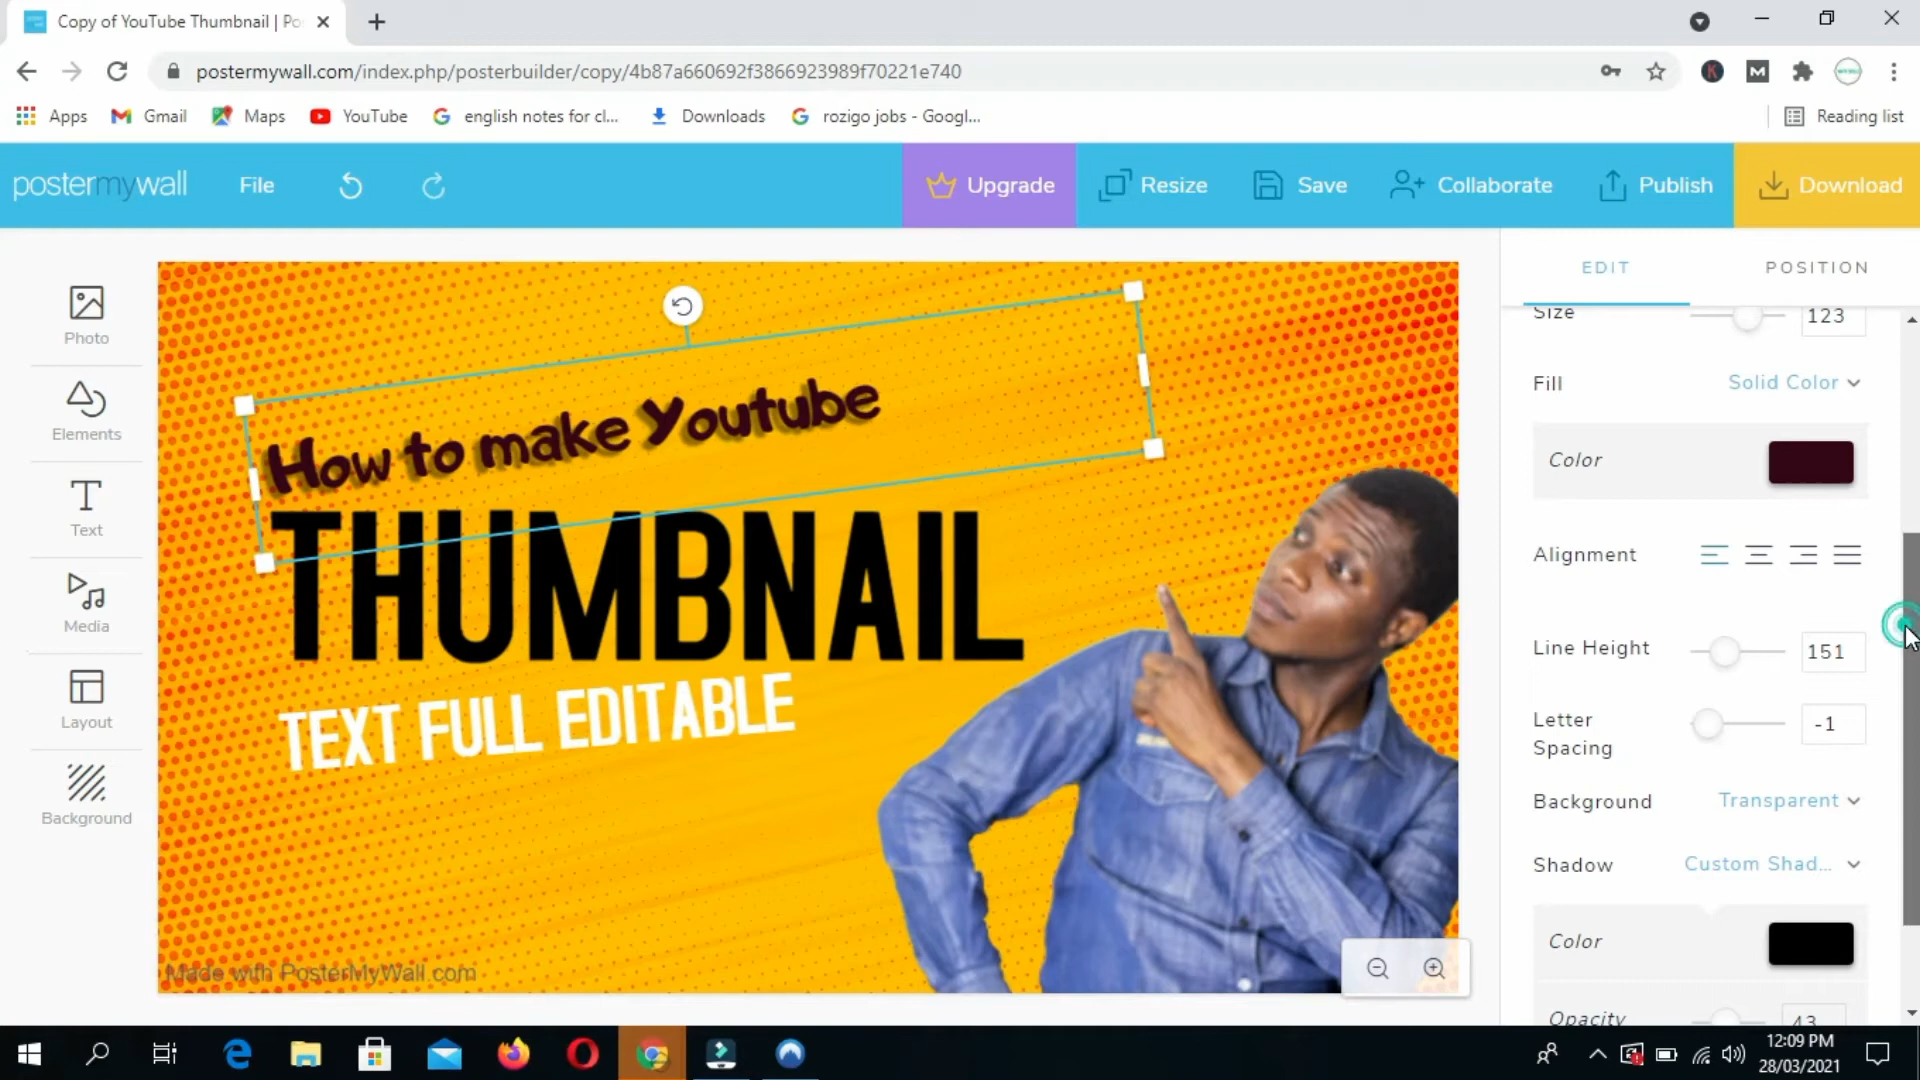 Copy of YouTube Thumbnail | Po
postermywall.com/index.php/posterbuilder/copy/4b87a660692f3866923989f70221e740
Apps
Gmail
Maps
YouTube
english notes for cl...
Downloads
rozigo jobs - Googl...
Reading list
postermywall
File
Upgrade
Resize
Save
Collaborate
Publish
Download
Photo
Elements
Text
Media
Layout
Background
How to make Youtube
THUMBNAIL
TEXT FULL EDITABLE
Made with PosterMyWall.com
EDIT
POSITION
Size
123
Fill
Solid Color
Color
Alignment
Line Height
151
Letter
Spacing
-1
Background
Transparent
Shadow
Custom Shad...
Color
Opacity
43
12:09 PM
28/03/2021